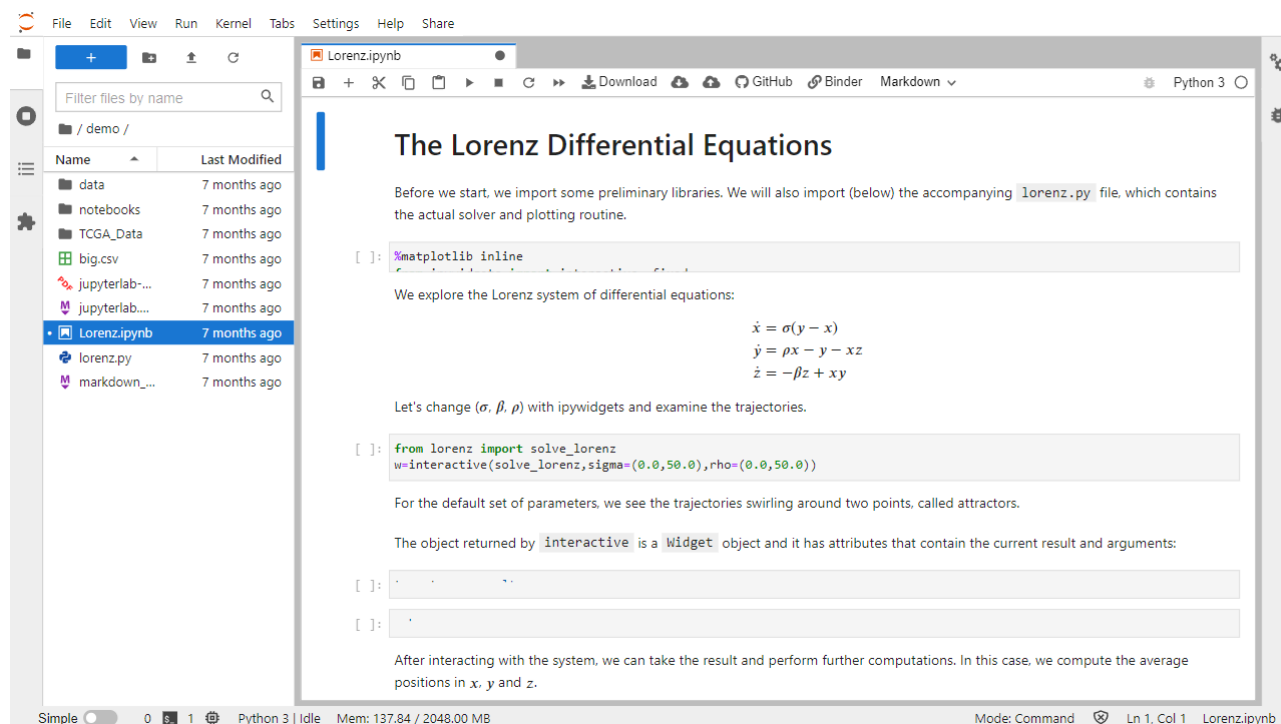 File Edit View Run Kernel Tabs Settings Help Share
Lorenz.ipynb
Download GitHub Binder Markdown Python 3
Filter files by name
/ demo /
Name Last Modified
data 7 months ago
notebooks 7 months ago
TCGA_Data 7 months ago
big.csv 7 months ago
jupyterlab-... 7 months ago
jupyterlab.... 7 months ago
Lorenz.ipynb 7 months ago
lorenz.py 7 months ago
markdown_... 7 months ago
The Lorenz Differential Equations
Before we start, we import some preliminary libraries. We will also import (below) the accompanying lorenz.py file, which contains
the actual solver and plotting routine.
[ ]: %matplotlib inline
We explore the Lorenz system of differential equations:
ẋ = σ(y − x)
ẏ = ρx − y − xz
ż = −βz + xy
Let's change (σ, β, ρ) with ipywidgets and examine the trajectories.
[ ]: from lorenz import solve_lorenz
w=interactive(solve_lorenz,sigma=(0.0,50.0),rho=(0.0,50.0))
For the default set of parameters, we see the trajectories swirling around two points, called attractors.
The object returned by interactive is a Widget object and it has attributes that contain the current result and arguments:
[ ]:
[ ]:
After interacting with the system, we can take the result and perform further computations. In this case, we compute the average
positions in x, y and z.
Simple 0 1 Python 3 | Idle Mem: 137.84 / 2048.00 MB Mode: Command Ln 1, Col 1 Lorenz.ipynb